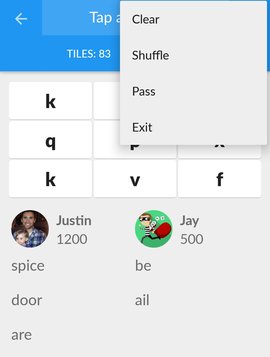 Tap a
TILES: 83
Clear
Shuffle
Pass
Exit
k
q p x
k v f
Justin Jay
1200 500
spice be
door ail
are